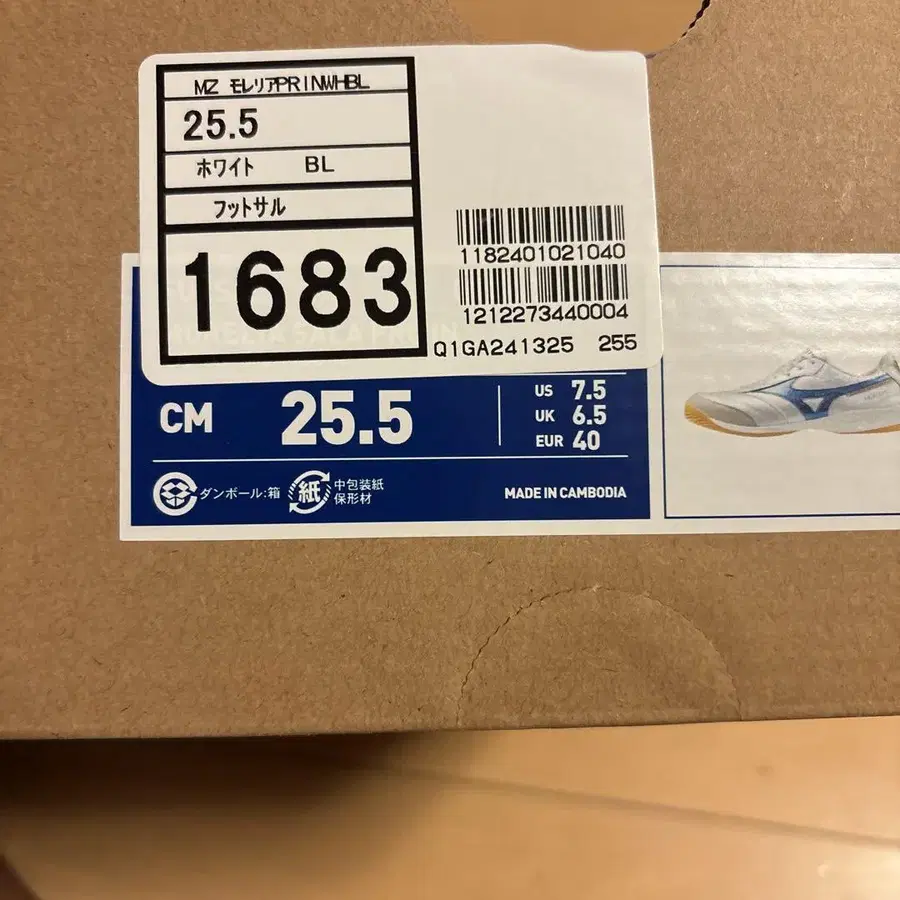 MZ モレリアPRINWHBL
25.5
ホワイト BL
フットサル
1683
1182401021040
1212273440004
Q1GA241325 255
CM 25.5
US 7.5
UK 6.5
EUR 40
ダンボール:箱
紙
中包装紙
保形材
MADE IN CAMBODIA